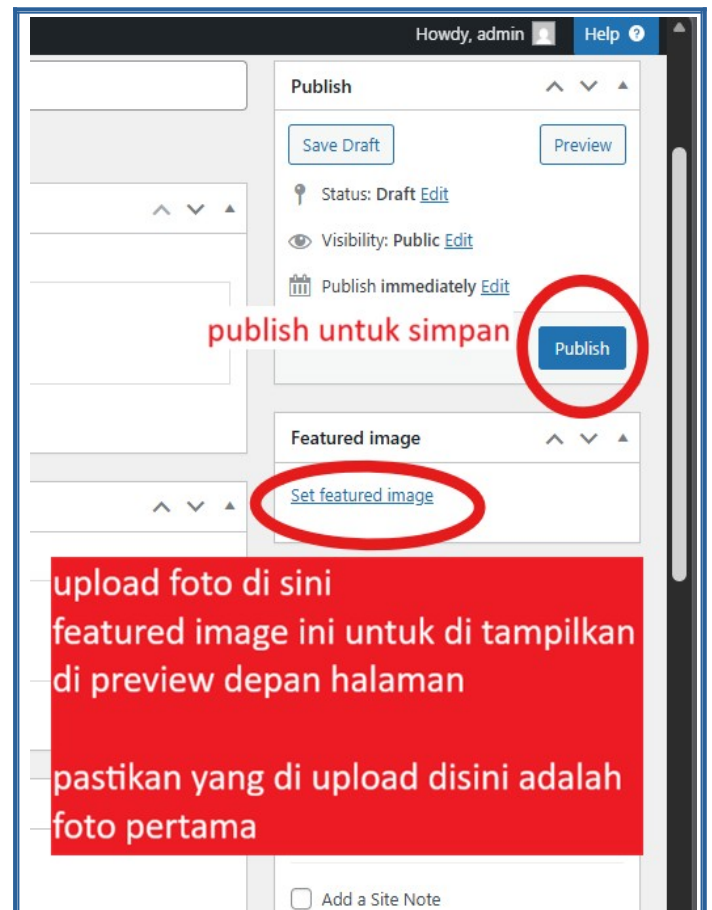 Howdy, admin
Help
Publish
Save Draft
Preview
Status: Draft Edit
Visibility: Public Edit
Publish immediately Edit
publish untuk simpan
Publish
Featured image
Set featured image
upload foto di sini
featured image ini untuk di tampilkan
di preview depan halaman
pastikan yang di upload disini adalah
foto pertama
Add a Site Note